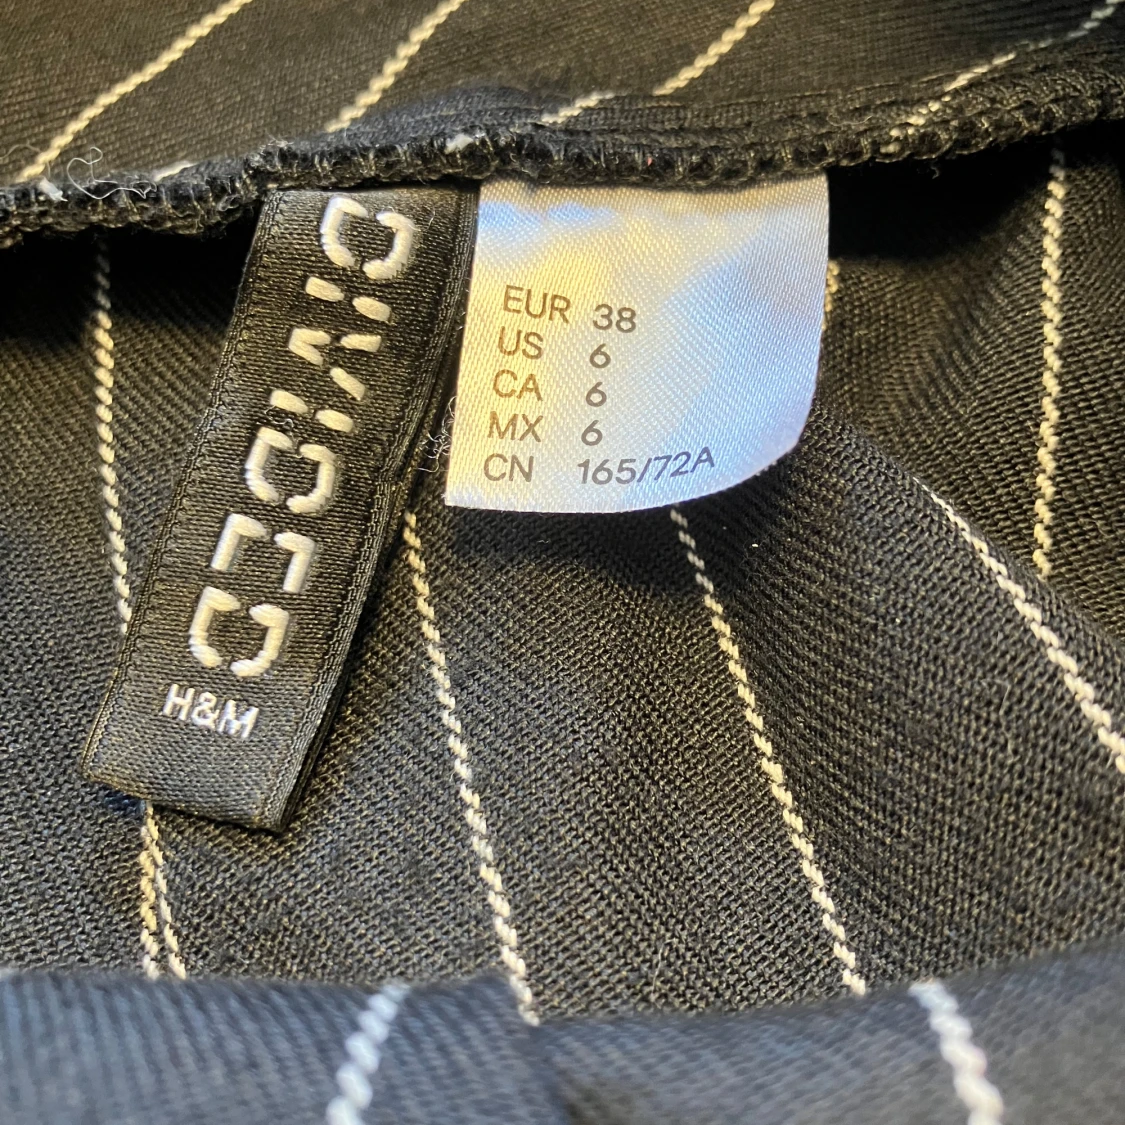 DIVIDED
H&M
EUR 38
US 6
CA 6
MX 6
CN 165/72A